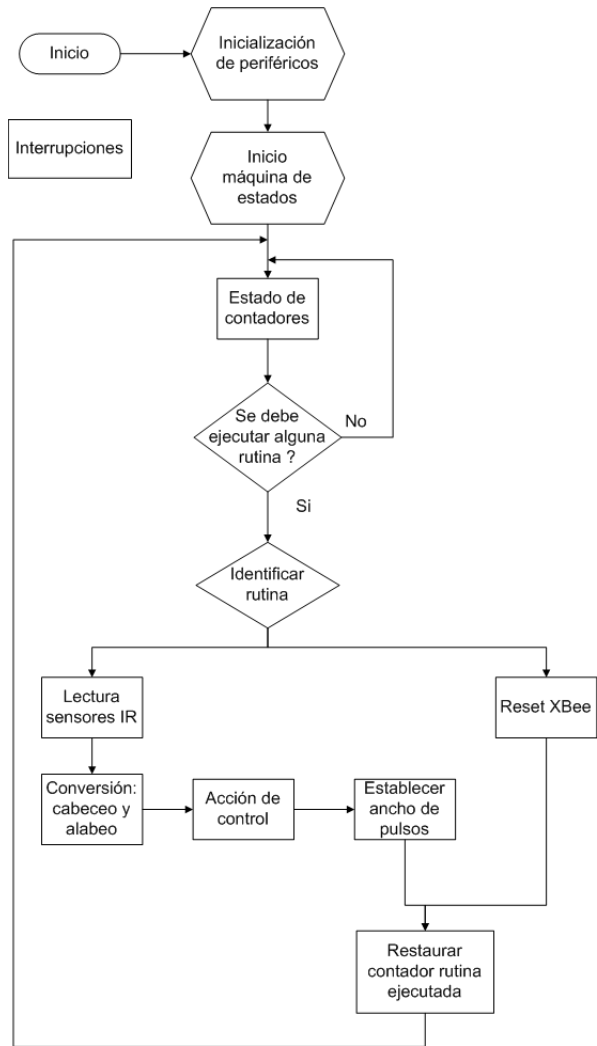 Inicio
Inicialización
de periféricos
Interrupciones
Inicio
máquina de
estados
Estado de
contadores
Se debe
ejecutar alguna
rutina ?
No
Si
Identificar
rutina
Lectura
sensores IR
Reset XBee
Conversión:
cabeceo y
alabeo
Acción de
control
Establecer
ancho de
pulsos
Restaurar
contador rutina
ejecutada